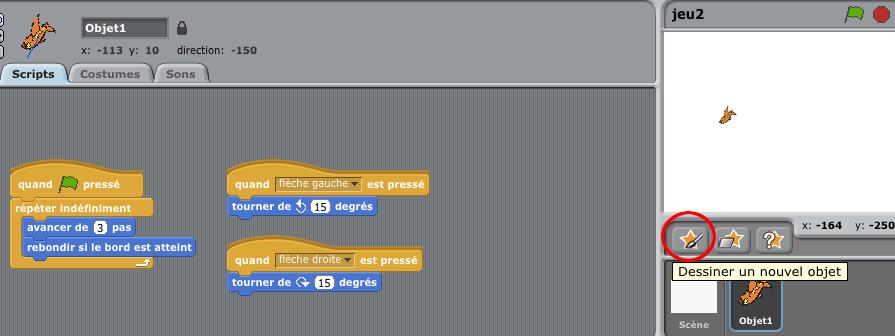 Objet1
x: -113 y: 10 direction: -150
Scripts Costumes Sons
quand pressé
répéter indéfiniment
avancer de 3 pas
rebondir si le bord est atteint
quand flèche gauche est pressé
tourner de 15 degrés
quand flèche droite est pressé
tourner de 15 degrés
jeu2
x: -164 y: -250
Dessiner un nouvel objet
Scène
Objet1